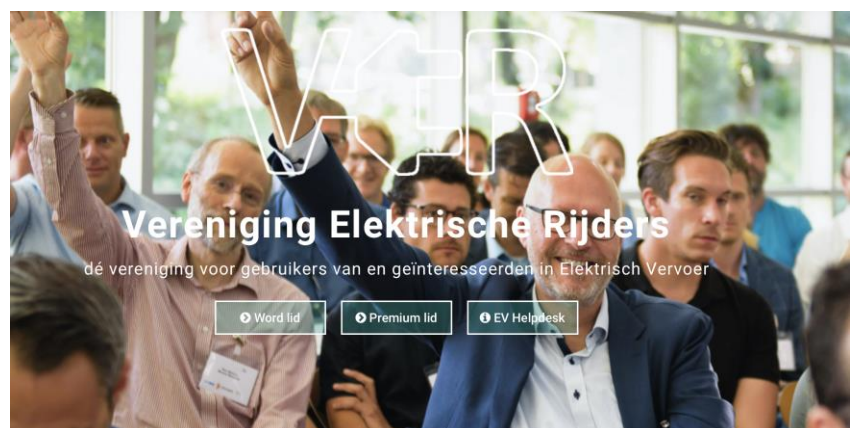 VER
Vereniging Elektrische Rijders
dé vereniging voor gebruikers van en geïnteresseerden in Elektrisch Vervoer
Word lid
Premium lid
EV Helpdesk